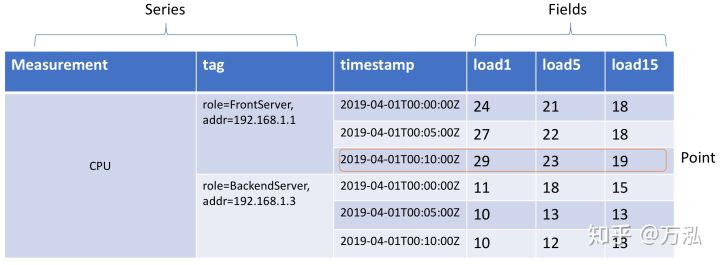 Series Fields
Measurement tag timestamp load1 load5 load15
role=FrontServer, 2019-04-01T00:00:00Z 24 21 18
addr=192.168.1.1
2019-04-01T00:05:00Z 27 22 18
CPU 2019-04-01T00:10:00Z 29 23 19 Point
role=BackendServer, 2019-04-01T00:00:00Z 11 18 15
addr=192.168.1.3
2019-04-01T00:05:00Z 10 13 13
2019-04-01T00:10:00Z 10 12 13
知乎 @万泓